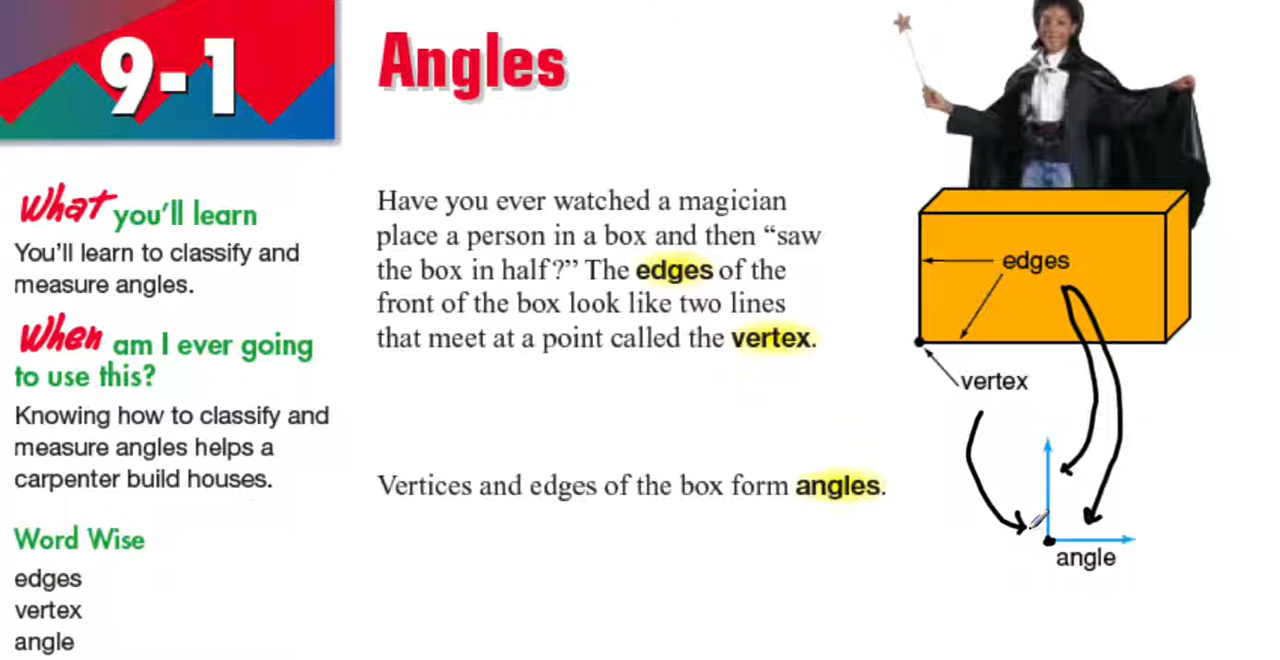 9-1
Angles
What you'll learn
You'll learn to classify and
measure angles.
When am I ever going
to use this?
Knowing how to classify and
measure angles helps a
carpenter build houses.
Word Wise
edges
vertex
angle
Have you ever watched a magician
place a person in a box and then “saw
the box in half?” The edges of the
front of the box look like two lines
that meet at a point called the vertex.
Vertices and edges of the box form angles.
edges
vertex
angle